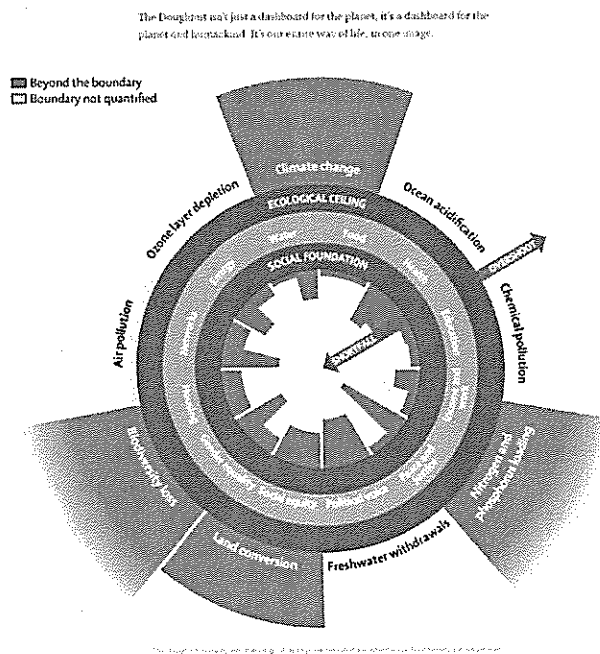 The Doughnut isn't just a dashboard for the planet, it's a dashboard for the
planet and humankind. It's our entire way of life, in one image.
Beyond the boundary
Boundary not quantified
Climate change
Ozone layer depletion
Ocean acidification
ECOLOGICAL CEILING
Water
Food
OVERSHOOT
SOCIAL FOUNDATION
Energy
Health
SHORTFALL
Air pollution
Networks
Education
Chemical pollution
Housing
Gender equality
Social equity
Political voice
Peace and
justice
Biodiversity loss
Nitrogen and
phosphorus loading
Land conversion
Freshwater withdrawals